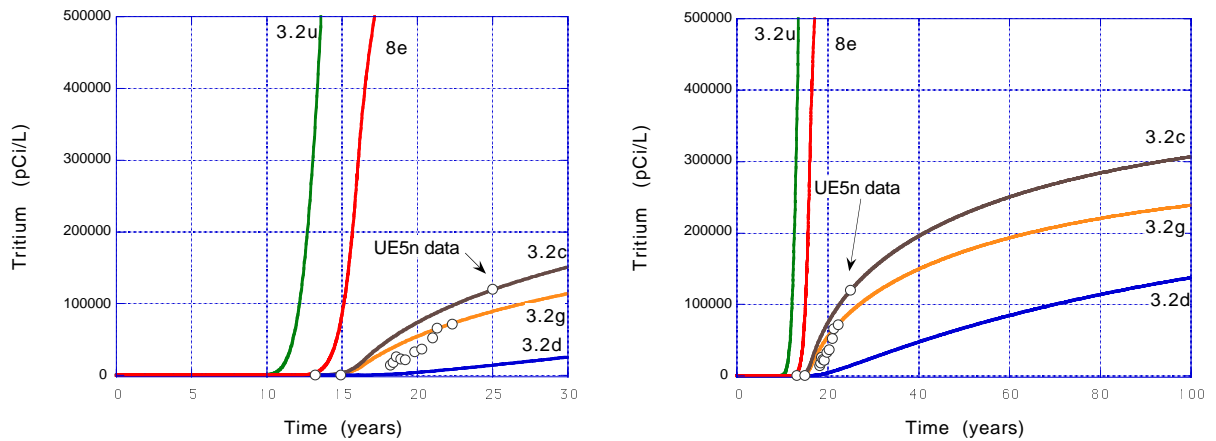 500000
400000
300000
200000
100000
0
Tritium (pCi/L)
3.2u
8e
UE5n data
3.2c
3.2g
3.2d
0 5 10 15 20 25 30
Time (years)
500000
400000
300000
200000
100000
0
Tritium (pCi/L)
3.2u
8e
UE5n data
3.2c
3.2g
3.2d
0 20 40 60 80 100
Time (years)